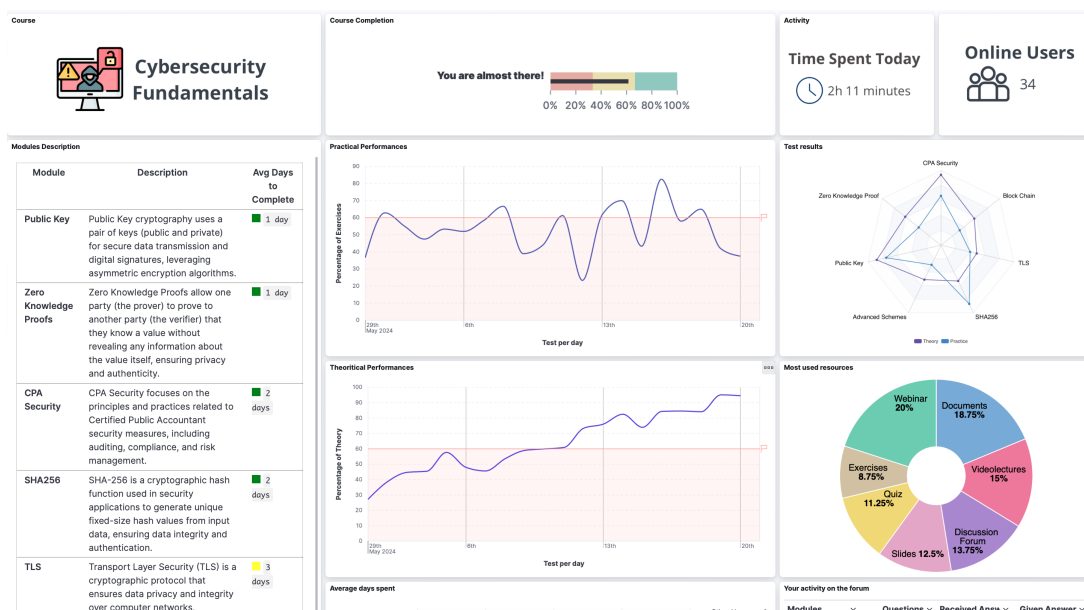 Course
Cybersecurity
Fundamentals
Course Completion
You are almost there!
0% 20% 40% 60% 80% 100%
Activity
Time Spent Today
2h 11 minutes
Online Users
34
Modules Description
Module Description Avg Days
to
Complete
Public Key Public Key cryptography uses a 1 day
pair of keys (public and private)
for secure data transmission and
digital signatures, leveraging
asymmetric encryption algorithms.
Zero Zero Knowledge Proofs allow one 1 day
Knowledge party (the prover) to prove to
Proofs another party (the verifier) that
they know a value without
revealing any information about
the value itself, ensuring privacy
and authenticity.
CPA CPA Security focuses on the 2
Security principles and practices related to days
Certified Public Accountant
security measures, including
auditing, compliance, and risk
management.
SHA256 SHA-256 is a cryptographic hash 2
function used in security days
applications to generate unique
fixed-size hash values from input
data, ensuring data integrity and
authentication.
TLS Transport Layer Security (TLS) is a 3
cryptographic protocol that days
ensures data privacy and integrity
over computer networks.
Practical Performances
Percentage of Exercises
90
80
70
60
50
40
30
20
10
0
29th 6th 13th 20th
May 2024
Test per day
Theoritical Performances
Percentage of Theory
100
90
80
70
60
50
40
30
20
10
0
29th 6th 13th 20th
May 2024
Test per day
Average days spent
Test results
CPA Security
Zero Knowledge Proof Block Chain
Public Key TLS
Advanced Schemes SHA256
Theory Practice
Most used resources
Webinar
20%
Documents
18.75%
Exercises
8.75%
Videolectures
15%
Quiz
11.25%
Discussion
Forum
13.75%
Slides 12.5%
Your activity on the forum
Modules Questions Received Answ Given Answer